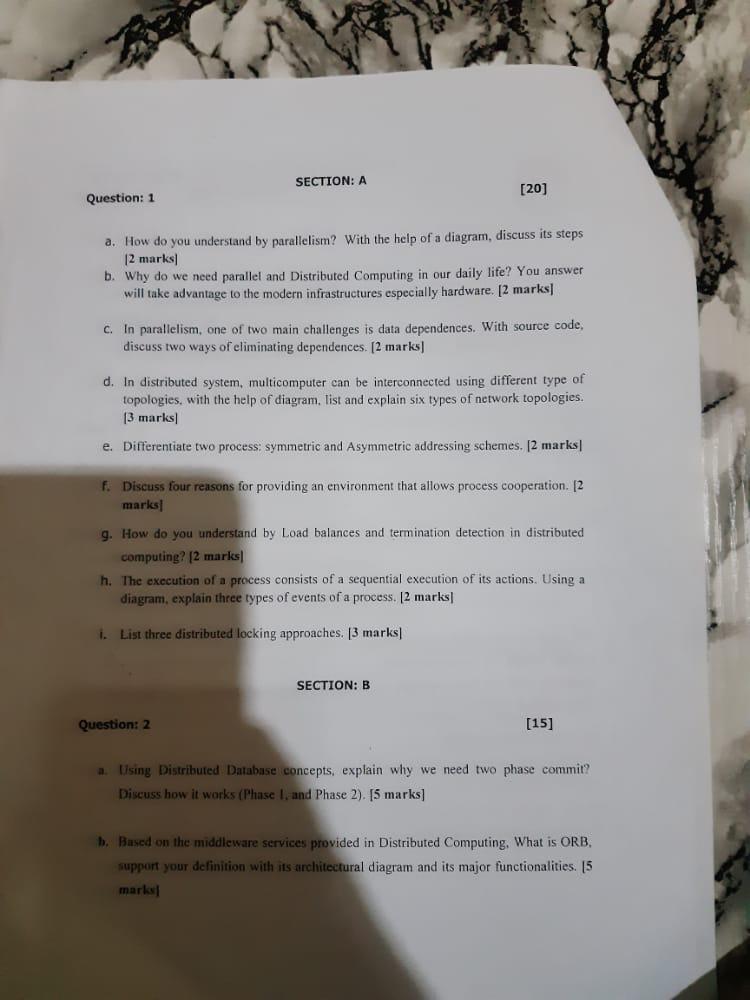 SECTION: A
Question: 1
[20]
a. How do you understand by parallelism? With the help of a diagram, discuss its steps
[2 marks]
b. Why do we need parallel and Distributed Computing in our daily life? You answer
will take advantage to the modern infrastructures especially hardware. [2 marks]
c. In parallelism, one of two main challenges is data dependences. With source code,
discuss two ways of eliminating dependences. [2 marks]
d. In distributed system, multicomputer can be interconnected using different type of
topologies, with the help of diagram, list and explain six types of network topologies.
[3 marks]
e. Differentiate two process: symmetric and Asymmetric addressing schemes. [2 marks]
f. Discuss four reasons for providing an environment that allows process cooperation. [2
marks]
g. How do you understand by Load balances and termination detection in distributed
computing? [2 marks]
h. The execution of a process consists of a sequential execution of its actions. Using a
diagram, explain three types of events of a process. [2 marks]
i. List three distributed locking approaches. [3 marks]
SECTION: B
Question: 2
[15]
a. Using Distributed Database concepts, explain why we need two phase commit?
Discuss how it works (Phase 1, and Phase 2). [5 marks]
b. Based on the middleware services provided in Distributed Computing, What is ORB,
support your definition with its architectural diagram and its major functionalities. [5
marks]